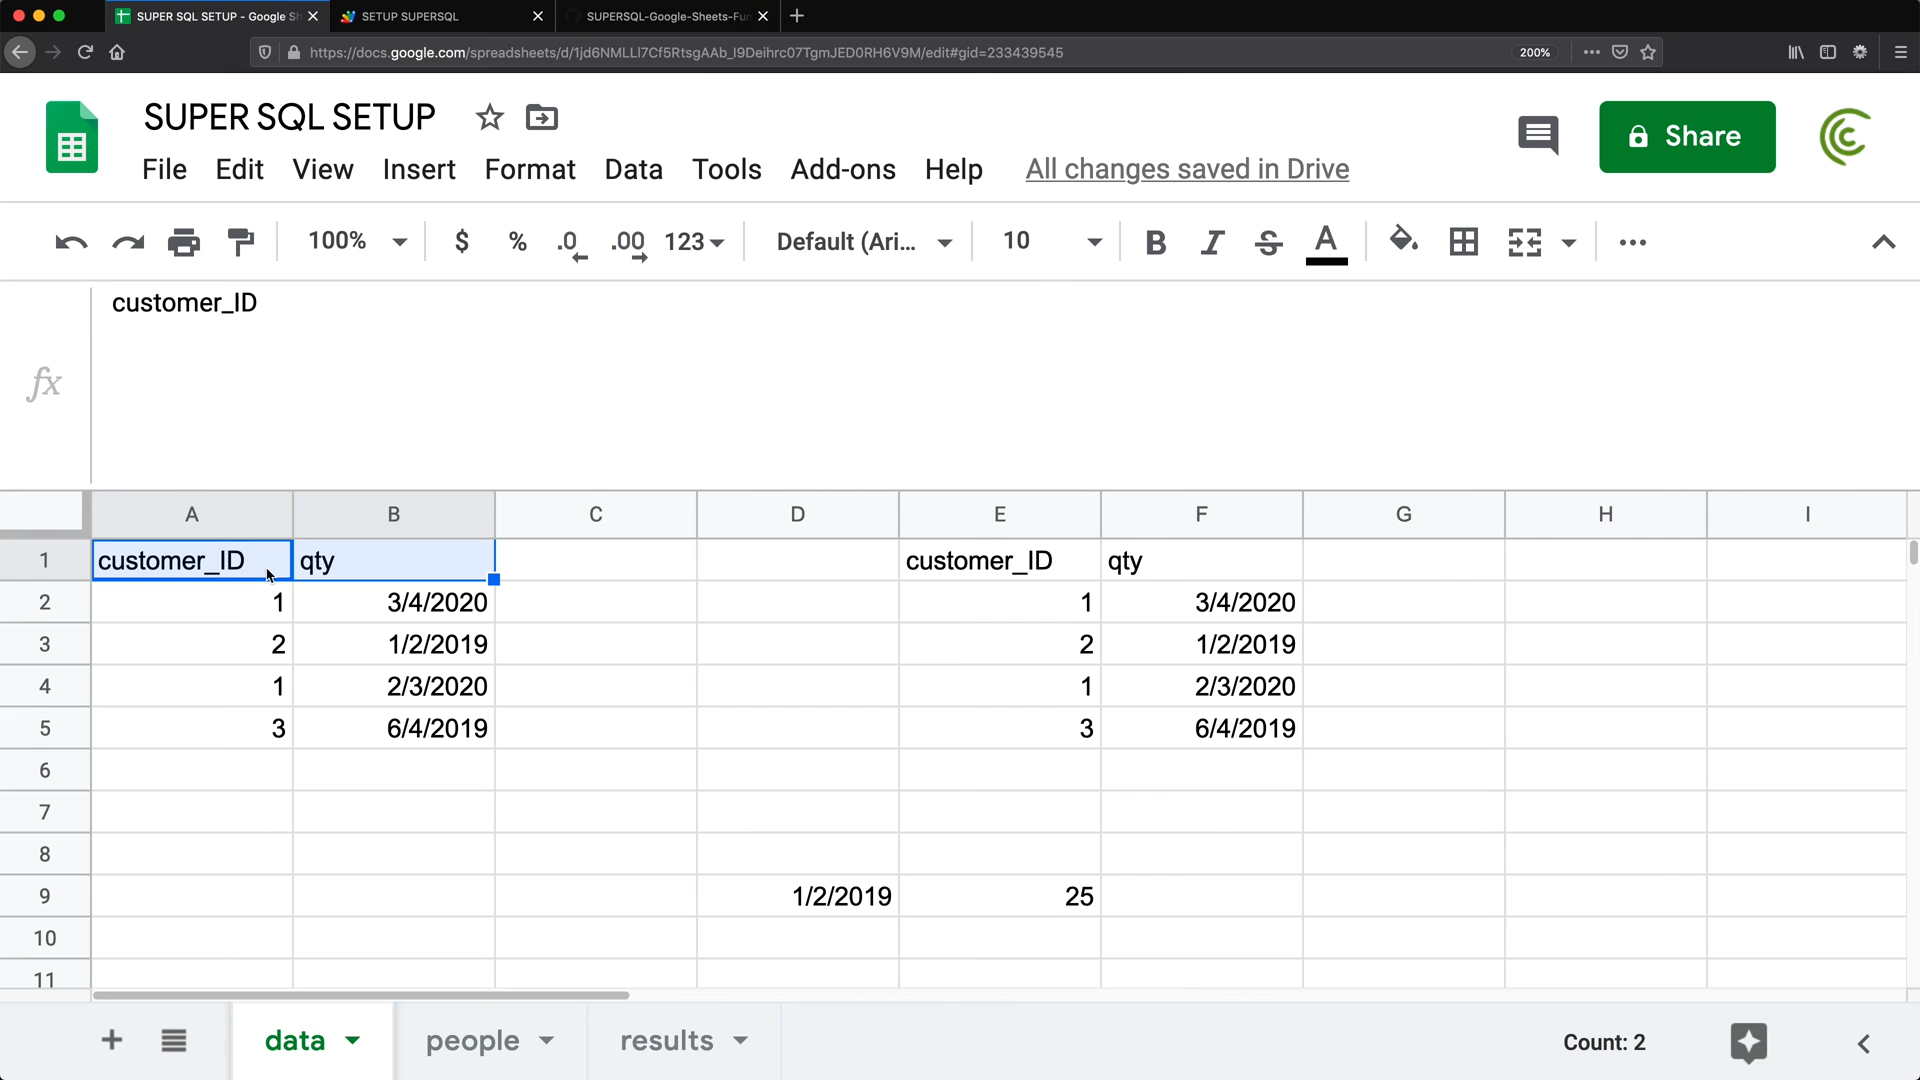 SUPER SQL SETUP - Google Sh
SETUP SUPERSQL
SUPERSQL-Google-Sheets-Fun
https://docs.google.com/spreadsheets/d/1jd6NMLLl7Cf5RtsgAAb_I9Deihrc07TgmJED0RH6V9M/edit#gid=233439545
200%
SUPER SQL SETUP
Share
File Edit View Insert Format Data Tools Add-ons Help All changes saved in Drive
100% $ % .0 .00 123 Default (Ari... 10 B I S A
fx customer_ID
A B C D E F G H I
1 customer_ID qty customer_ID qty
2 1 3/4/2020 1 3/4/2020
3 2 1/2/2019 2 1/2/2019
4 1 2/3/2020 1 2/3/2020
5 3 6/4/2019 3 6/4/2019
6
7
8
9 1/2/2019 25
10
11
data people results Count: 2